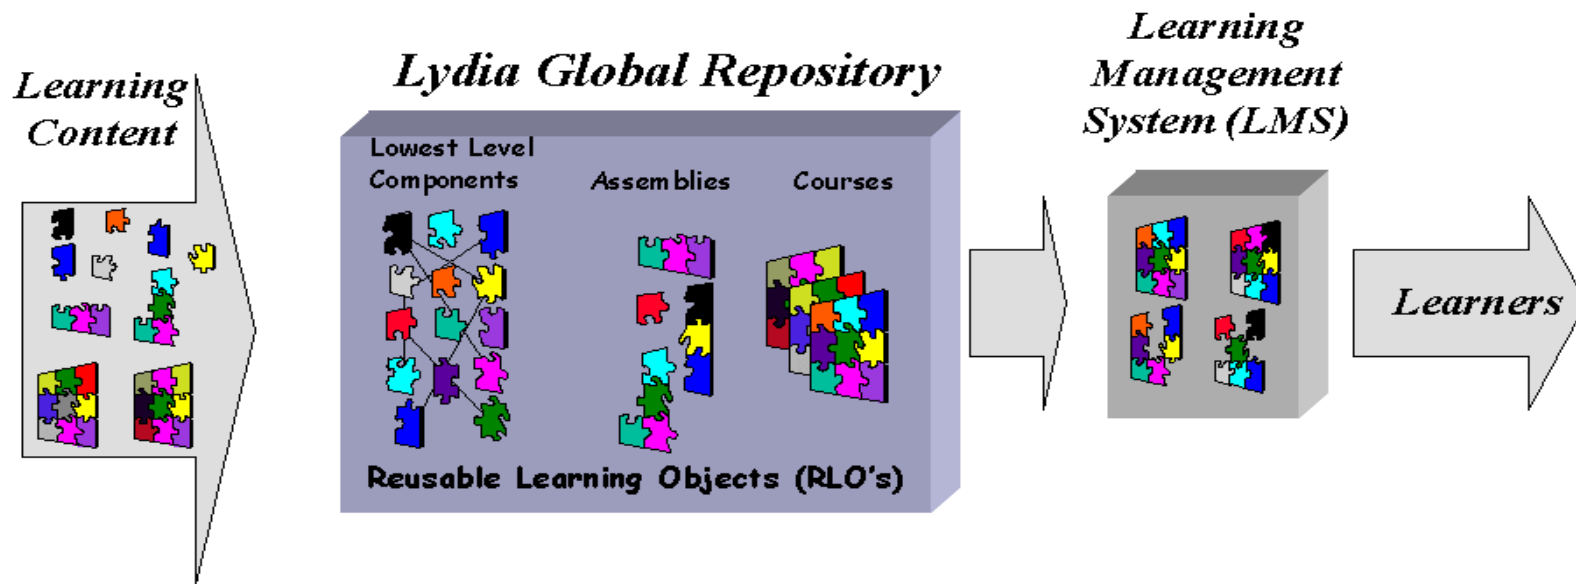 Learning
Content
Lydia Global Repository
Lowest Level
Components
Assemblies
Courses
Reusable Learning Objects (RLO's)
Learning
Management
System (LMS)
Learners